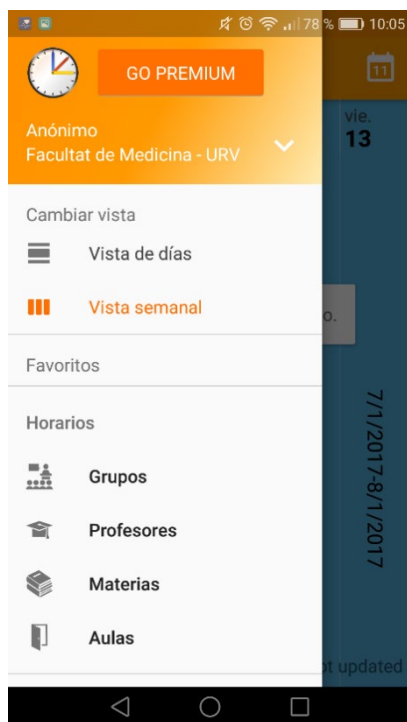 78 % 10:05
GO PREMIUM
11
Anónimo
Facultat de Medicina - URV
vie.
13
Cambiar vista
Vista de días
Vista semanal
o.
Favoritos
Horarios
Grupos
Profesores
Materias
Aulas
7/1/2017-8/1/2017
ot updated